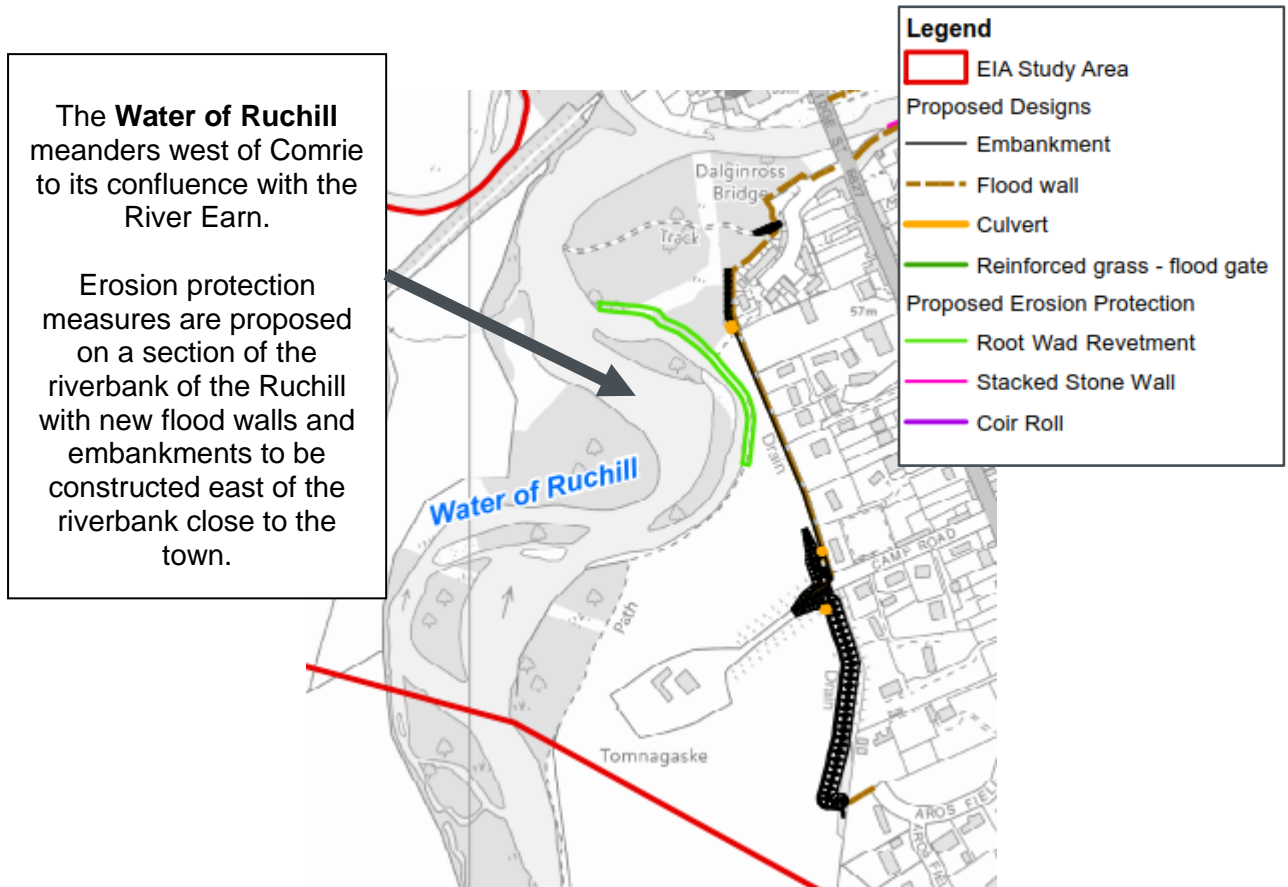 The Water of Ruchill
meanders west of Comrie
to its confluence with the
River Earn.
Erosion protection
measures are proposed
on a section of the
riverbank of the Ruchill
with new flood walls and
embankments to be
constructed east of the
riverbank close to the
town.
Legend
EIA Study Area
Proposed Designs
Embankment
Flood wall
Culvert
Reinforced grass - flood gate
Proposed Erosion Protection
Root Wad Revetment
Stacked Stone Wall
Coir Roll
Dalginross
Bridge
Track
57m
Drain
Water of Ruchill
CAMP ROAD
Path
Drain
Tomnagaske
AROS FIEL
AROS FIE